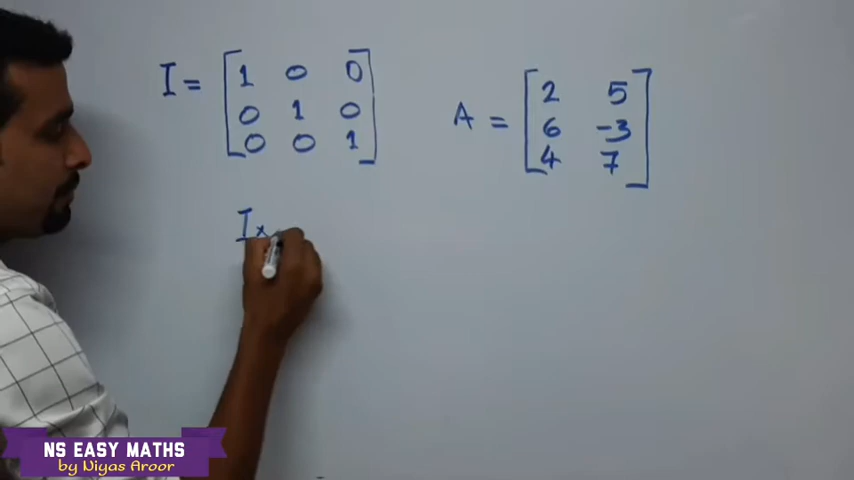 I = [ 1 0 0
0 1 0
0 0 1 ]
A = [ 2 5
6 -3
4 7 ]
I ×
NS EASY MATHS
by Niyas Aroor